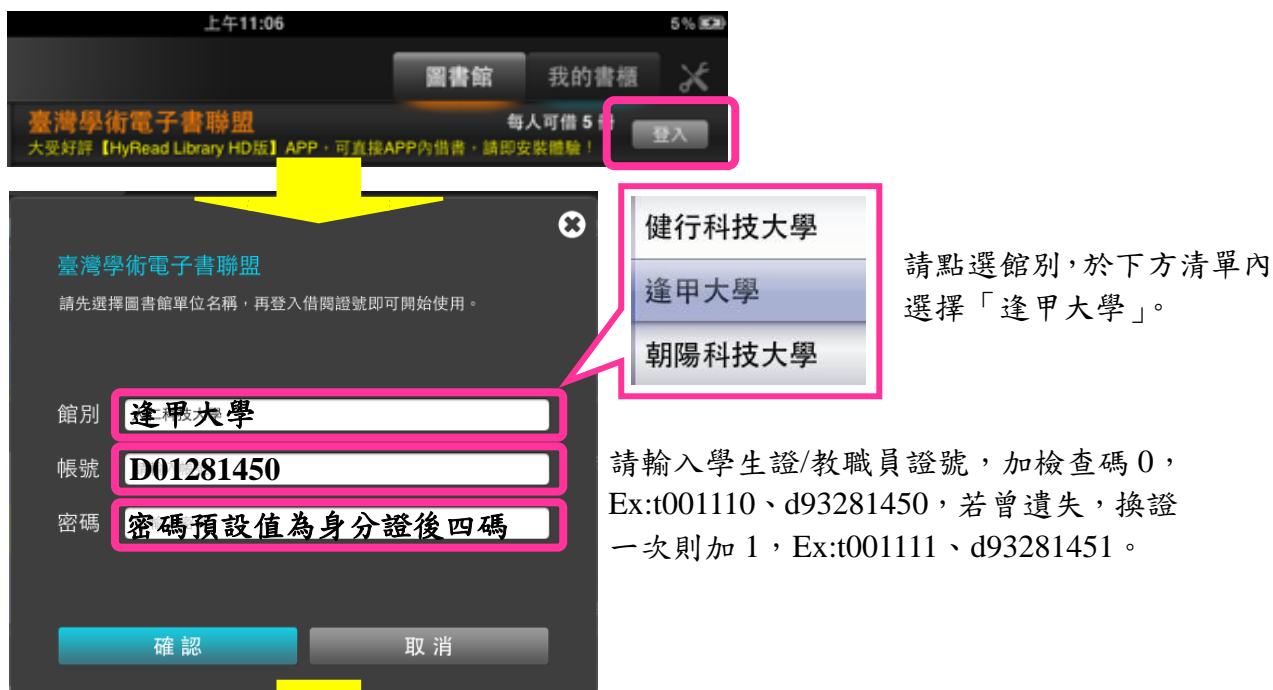 上午11:06
5%
圖書館
我的書櫃
臺灣學術電子書聯盟
每人可借 5 冊
登入
大受好評【HyRead Library HD版】APP，可直接APP內借書，請即安裝體驗！
臺灣學術電子書聯盟
請先選擇圖書館單位名稱，再登入借閱證號即可開始使用。
健行科技大學
逢甲大學
朝陽科技大學
請點選館別，於下方清單內
選擇「逢甲大學」。
館別
逢甲大學
帳號
D01281450
密碼
密碼預設值為身分證後四碼
請輸入學生證/教職員證號，加檢查碼 0，
Ex:t001110、d93281450，若曾遺失，換證
一次則加 1，Ex:t001111、d93281451。
確認
取消